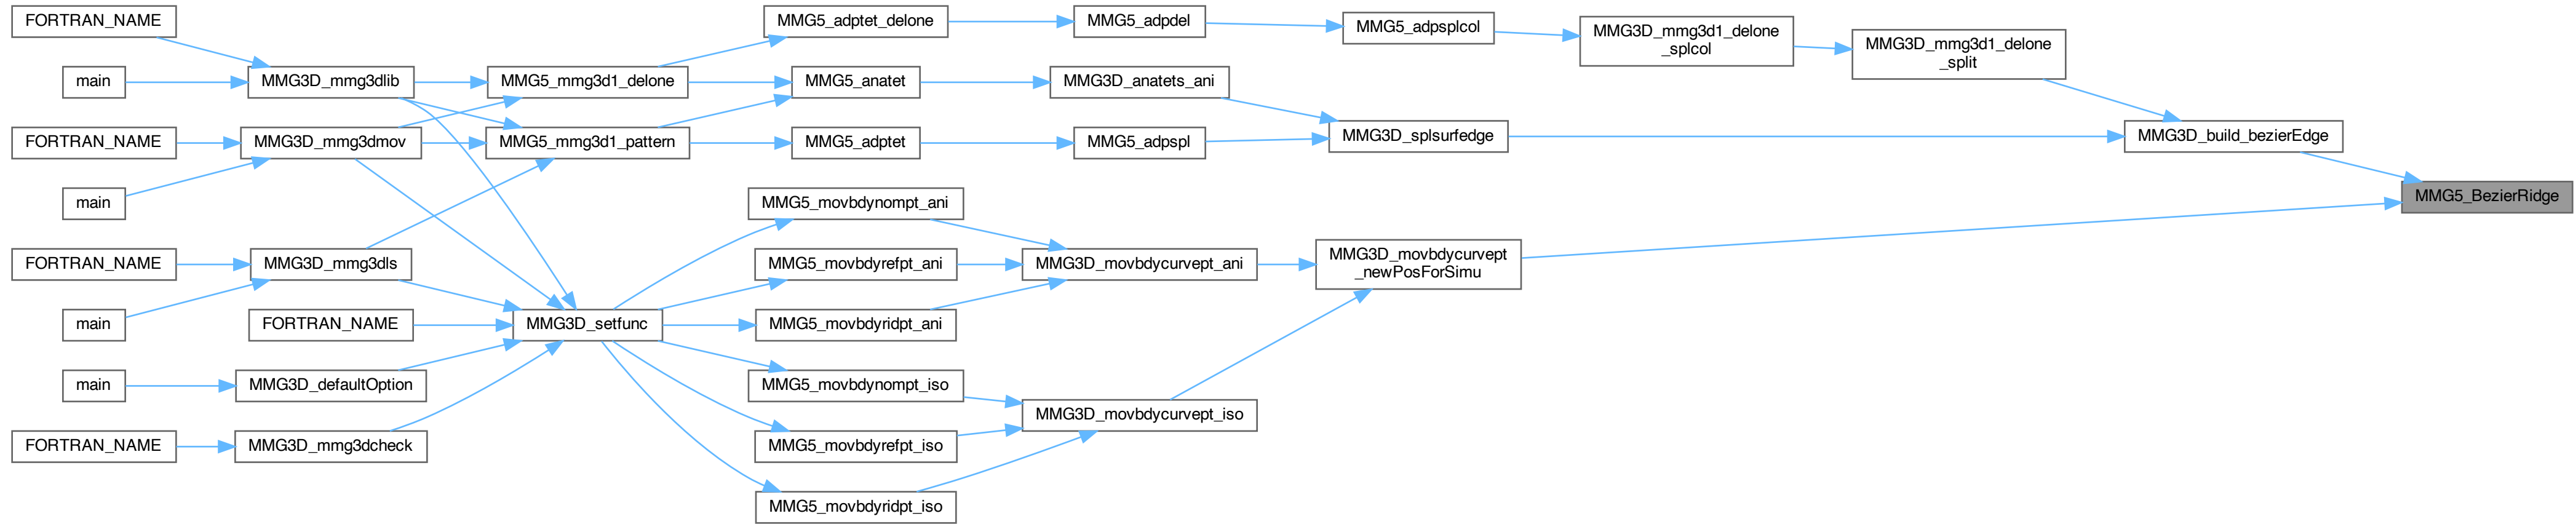 FORTRAN_NAME
main
FORTRAN_NAME
main
FORTRAN_NAME
main
main
FORTRAN_NAME
MMG3D_mmg3dlib
MMG3D_mmg3dmov
MMG3D_mmg3dls
FORTRAN_NAME
MMG3D_defaultOption
MMG3D_mmg3dcheck
MMG5_mmg3d1_delone
MMG5_mmg3d1_pattern
MMG3D_setfunc
MMG5_adptet_delone
MMG5_anatet
MMG5_adptet
MMG5_movbdynompt_ani
MMG5_movbdyrefpt_ani
MMG5_movbdyridpt_ani
MMG5_movbdynompt_iso
MMG5_movbdyrefpt_iso
MMG5_movbdyridpt_iso
MMG5_adpdel
MMG3D_anatets_ani
MMG5_adpspl
MMG3D_movbdycurvept_ani
MMG3D_movbdycurvept_iso
MMG5_adpsplcol
MMG3D_splsurfedge
MMG3D_movbdycurvept
_newPosForSimu
MMG3D_mmg3d1_delone
_splcol
MMG3D_mmg3d1_delone
_split
MMG3D_build_bezierEdge
MMG5_BezierRidge